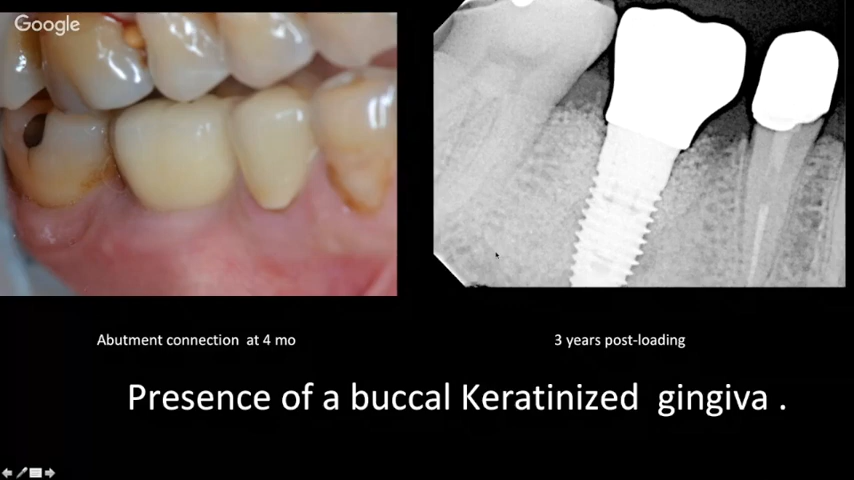 Google
Abutment connection at 4 mo
3 years post-loading
Presence of a buccal Keratinized gingiva .